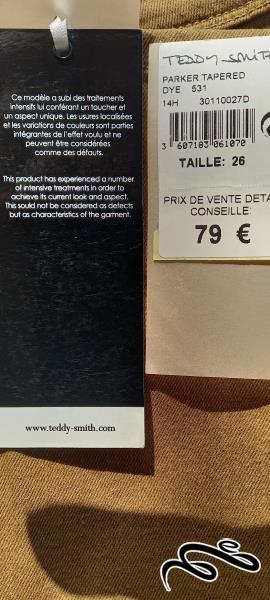 Ce modèle a subi des traitements
intensifs lui conférant un toucher et
un aspect unique. Les usures localisées
et les variations de couleurs sont parties
intégrantes de l'effet voulu et ne
peuvent être considérées
comme des défauts.
This product has experienced a number
of intensive treatments in order to
achieve its current look and aspect.
This sould not be considered as defects
but as characteristics of the garment.
www.teddy-smith.com
TEDDY-SMITH
PARKER TAPERED
DYE 531
14H 30110027D
3 607183 061070
TAILLE: 26
PRIX DE VENTE DETA
CONSEILLE:
79 €